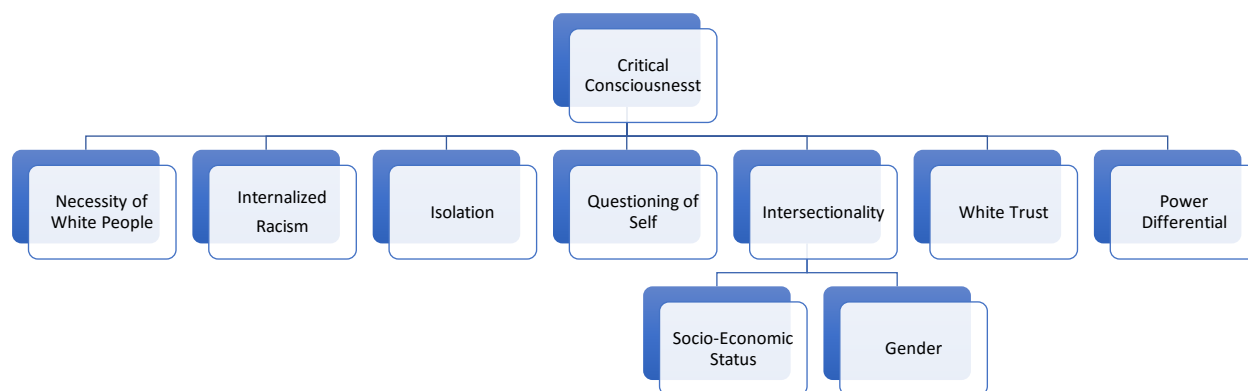 Critical
Consciousnesst
Necessity of
White People
Internalized
Racism
Isolation
Questioning of
Self
Intersectionality
White Trust
Power
Differential
Socio-Economic
Status
Gender